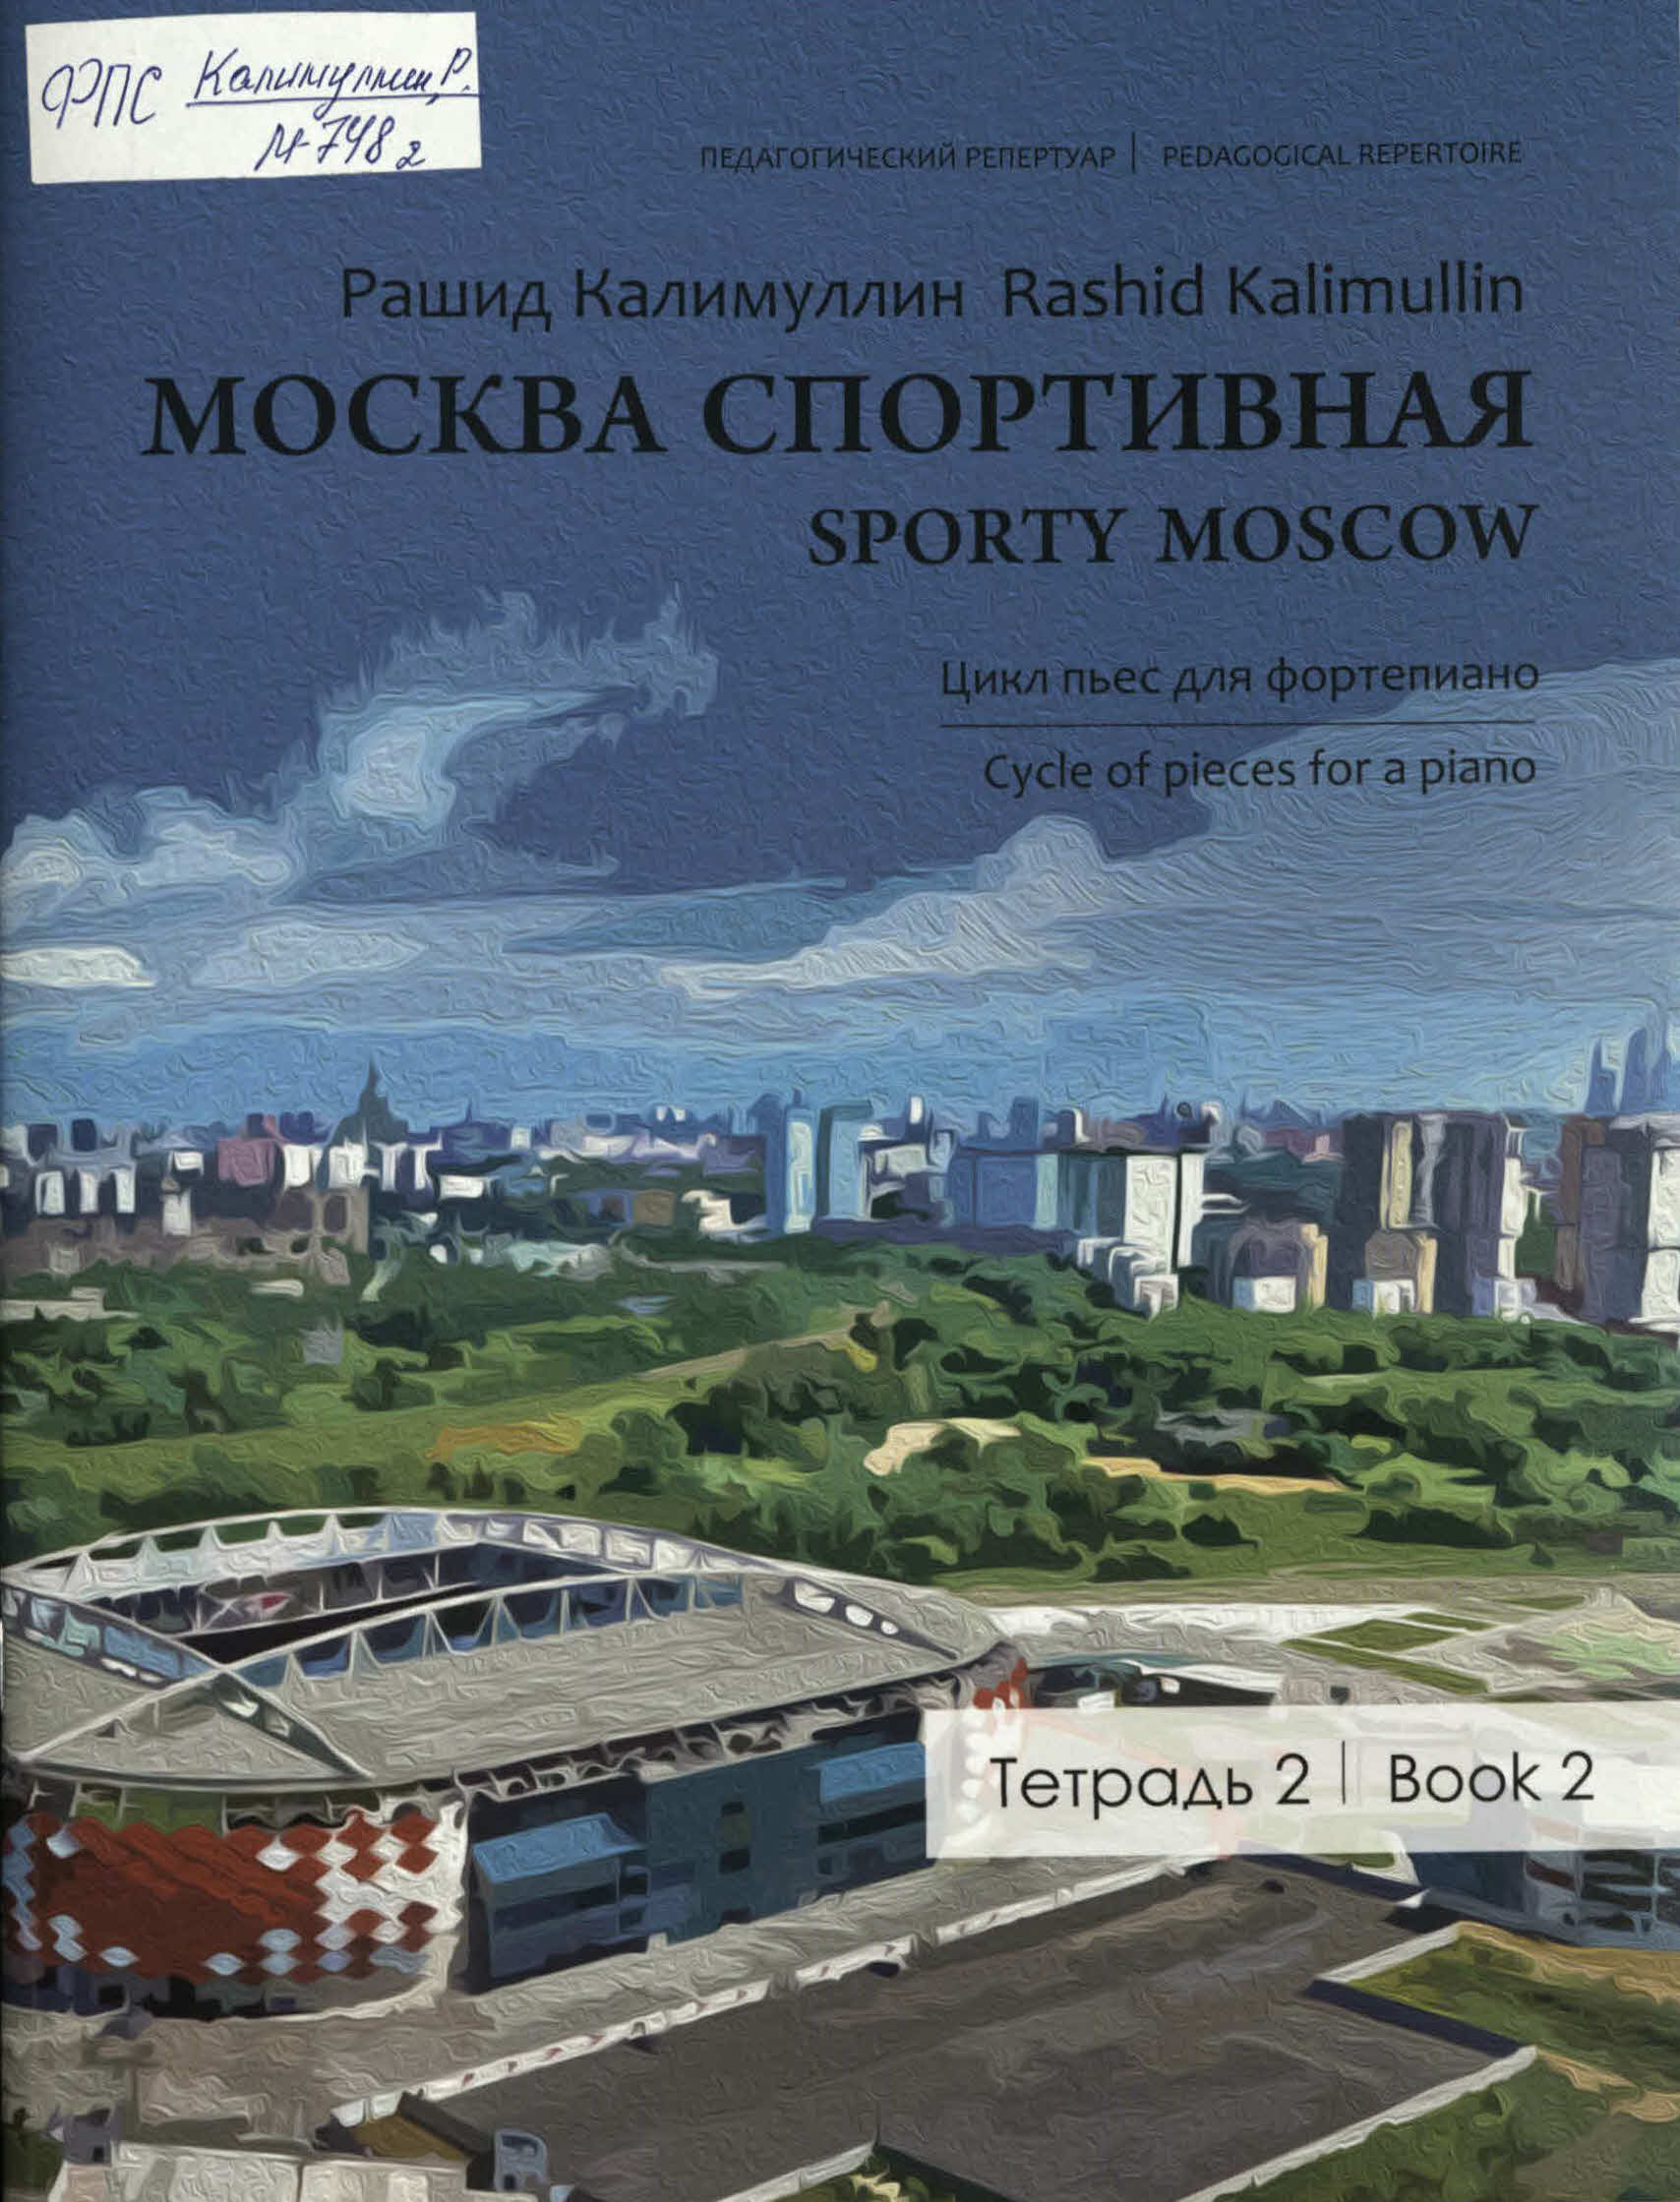 ФПС Калимуллин, Р.
М-748 2
ПЕДАГОГИЧЕСКИЙ РЕПЕРТУАР | PEDAGOGICAL REPERTOIRE
Рашид Калимуллин Rashid Kalimullin
МОСКВА СПОРТИВНАЯ
SPORTY MOSCOW
Цикл пьес для фортепиано
Cycle of pieces for a piano
Тетрадь 2 | Book 2